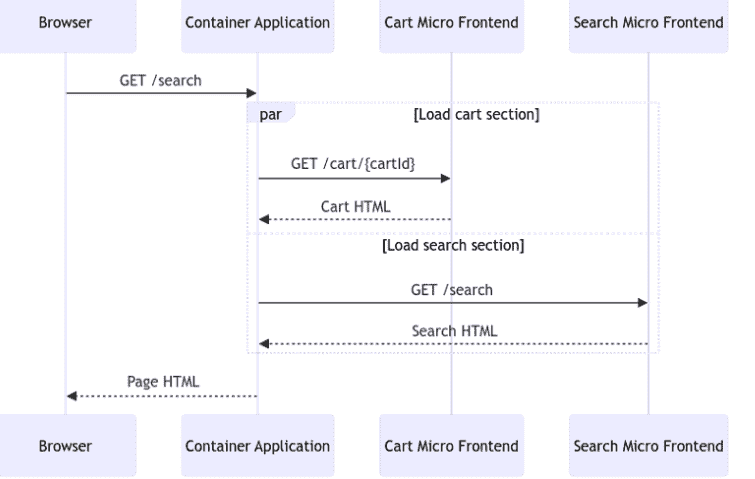 Browser
Container Application
Cart Micro Frontend
Search Micro Frontend
GET /search
par
[Load cart section]
GET /cart/{cartId}
Cart HTML
[Load search section]
GET /search
Search HTML
Page HTML
Browser
Container Application
Cart Micro Frontend
Search Micro Frontend